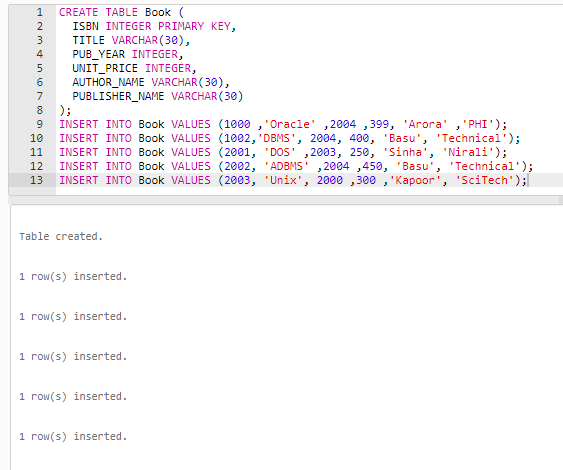 1 CREATE TABLE Book (
2 ISBN INTEGER PRIMARY KEY,
3 TITLE VARCHAR(30),
4 PUB_YEAR INTEGER,
5 UNIT_PRICE INTEGER,
6 AUTHOR_NAME VARCHAR(30),
7 PUBLISHER_NAME VARCHAR(30)
8 );
9 INSERT INTO Book VALUES (1000 ,'Oracle' ,2004 ,399, 'Arora' ,'PHI');
10 INSERT INTO Book VALUES (1002,'DBMS', 2004, 400, 'Basu', 'Technical');
11 INSERT INTO Book VALUES (2001, 'DOS' ,2003, 250, 'Sinha', 'Nirali');
12 INSERT INTO Book VALUES (2002, 'ADBMS' ,2004 ,450, 'Basu', 'Technical');
13 INSERT INTO Book VALUES (2003, 'Unix', 2000 ,300 ,'Kapoor', 'SciTech');
Table created.
1 row(s) inserted.
1 row(s) inserted.
1 row(s) inserted.
1 row(s) inserted.
1 row(s) inserted.